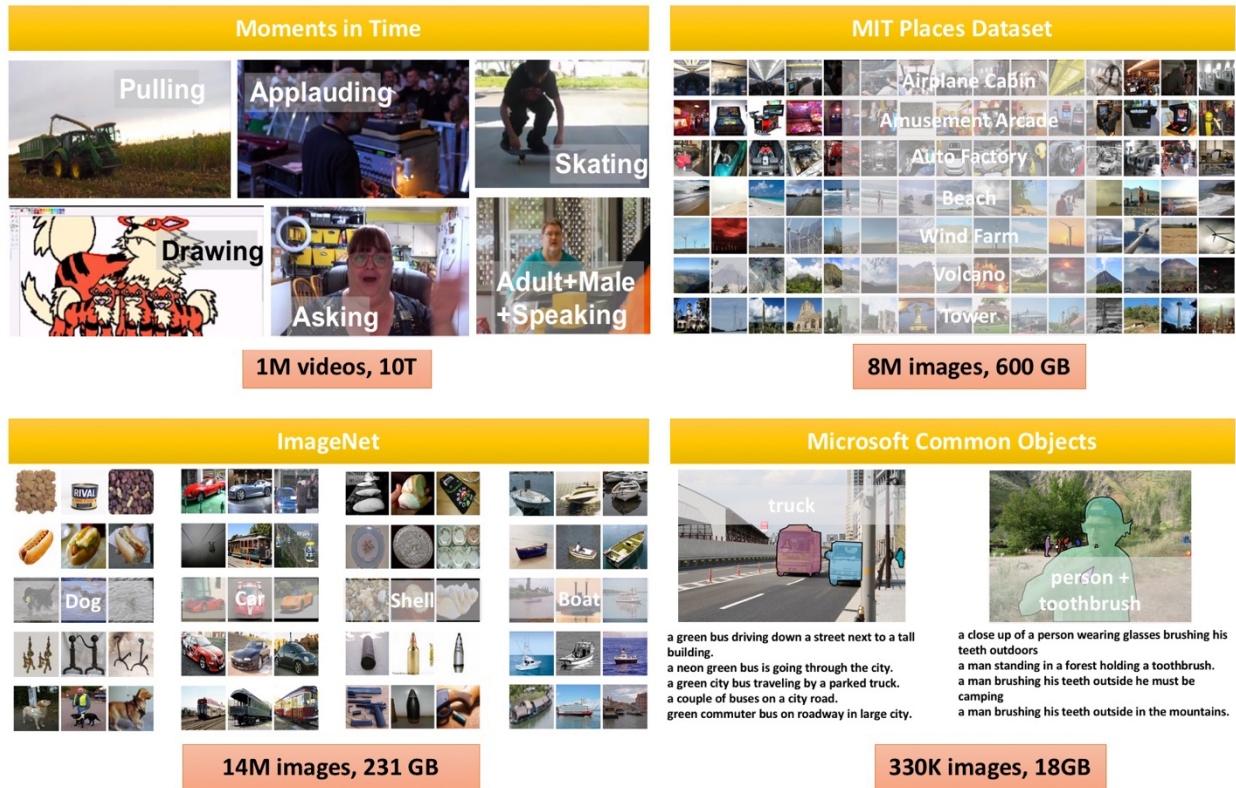 Moments in Time
Pulling
Applauding
Skating
Drawing
Asking
Adult+Male
+Speaking
1M videos, 10T
MIT Places Dataset
Airplane Cabin
Amusement Arcade
Auto Factory
Beach
Wind Farm
Volcano
Tower
8M images, 600 GB
ImageNet
RIVAL
Dog
Car
Shell
Boat
14M images, 231 GB
Microsoft Common Objects
truck
a green bus driving down a street next to a tall
building.
a neon green bus is going through the city.
a green city bus traveling by a parked truck.
a couple of buses on a city road.
green commuter bus on roadway in large city.
person +
toothbrush
a close up of a person wearing glasses brushing his
teeth outdoors
a man standing in a forest holding a toothbrush.
a man brushing his teeth outside he must be
camping
a man brushing his teeth outside in the mountains.
330K images, 18GB